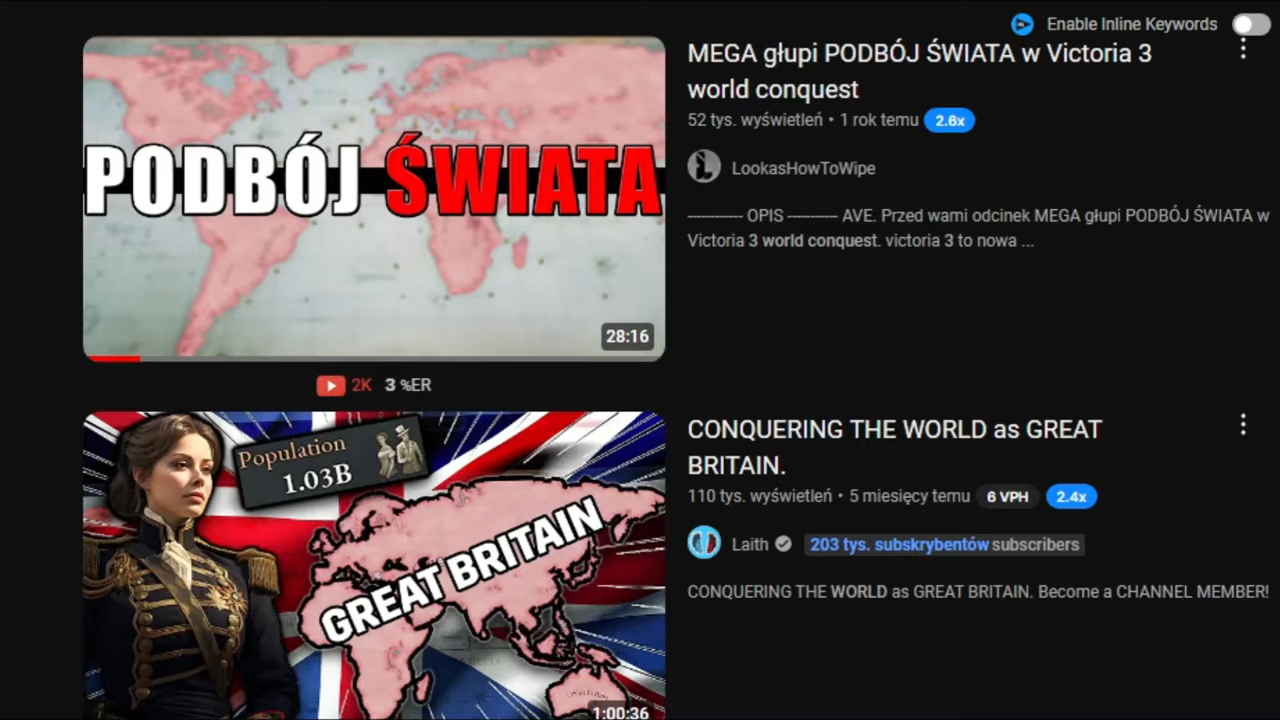 Enable Inline Keywords
PODBÓJ ŚWIATA
28:16
2K 3 %ER
MEGA głupi PODBÓJ ŚWIATA w Victoria 3
world conquest
52 tys. wyświetleń • 1 rok temu 2.6x
LookasHowToWipe
----------- OPIS ---------- AVE. Przed wami odcinek MEGA głupi PODBÓJ ŚWIATA w
Victoria 3 world conquest. victoria 3 to nowa ...
Population
1.03B
GREAT BRITAIN
1:00:36
CONQUERING THE WORLD as GREAT
BRITAIN.
110 tys. wyświetleń • 5 miesięcy temu 6 VPH 2.4x
Laith 203 tys. subskrybentów subscribers
CONQUERING THE WORLD as GREAT BRITAIN. Become a CHANNEL MEMBER!